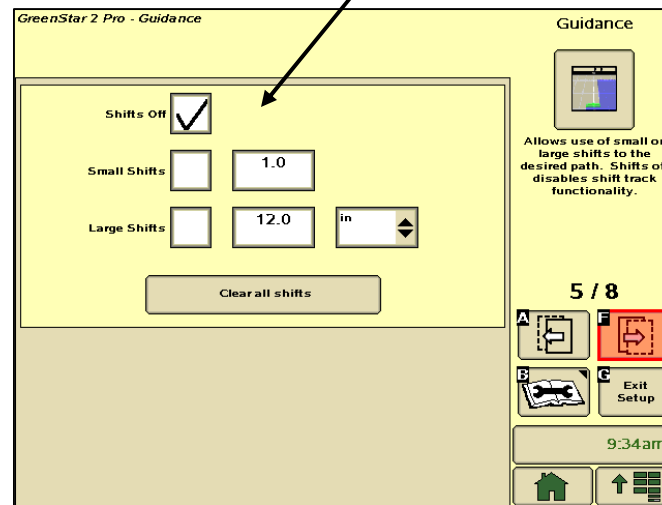 GreenStar 2 Pro - Guidance
Guidance
Shifts Off
Small Shifts
1.0
Large Shifts
12.0
in
Clear all shifts
Allows use of small or
large shifts to the
desired path. Shifts of
disables shift track
functionality.
5 / 8
A
F
B
G
Exit
Setup
9:34am